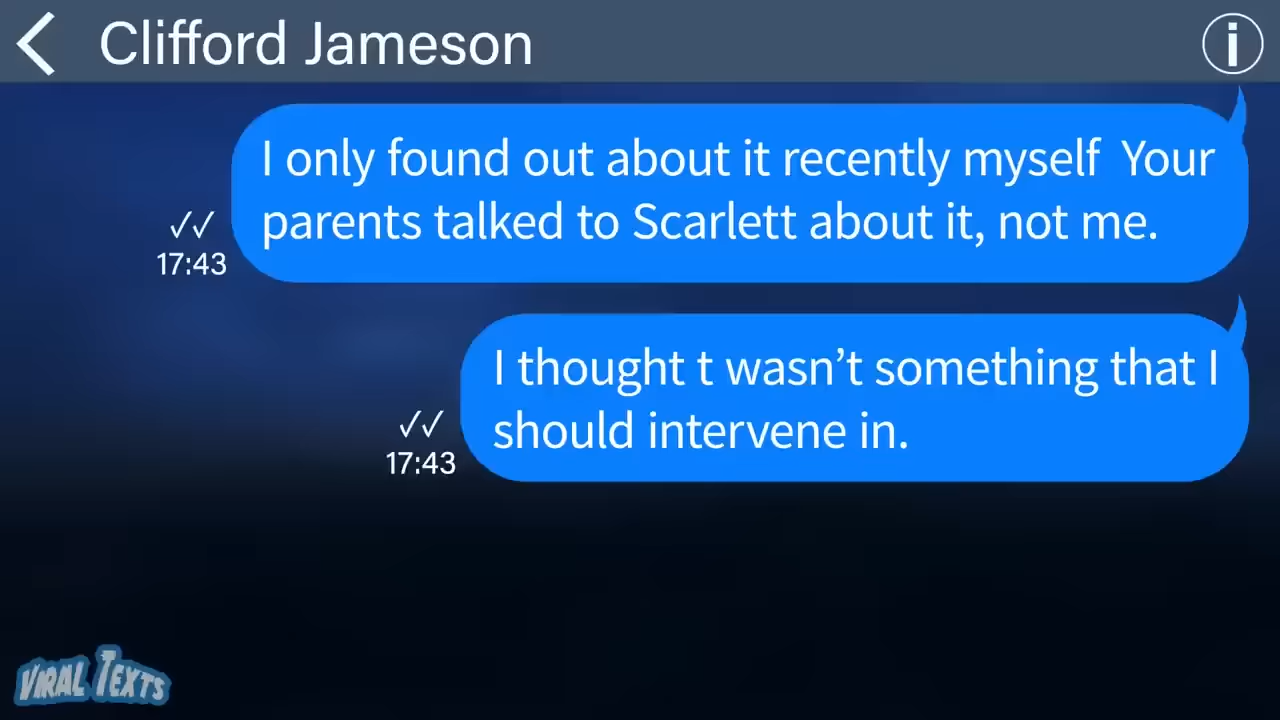 Clifford Jameson
i
I only found out about it recently myself  Your
parents talked to Scarlett about it, not me.
✓✓
17:43
I thought t wasn’t something that I
should intervene in.
✓✓
17:43
VIRAL TEXTS